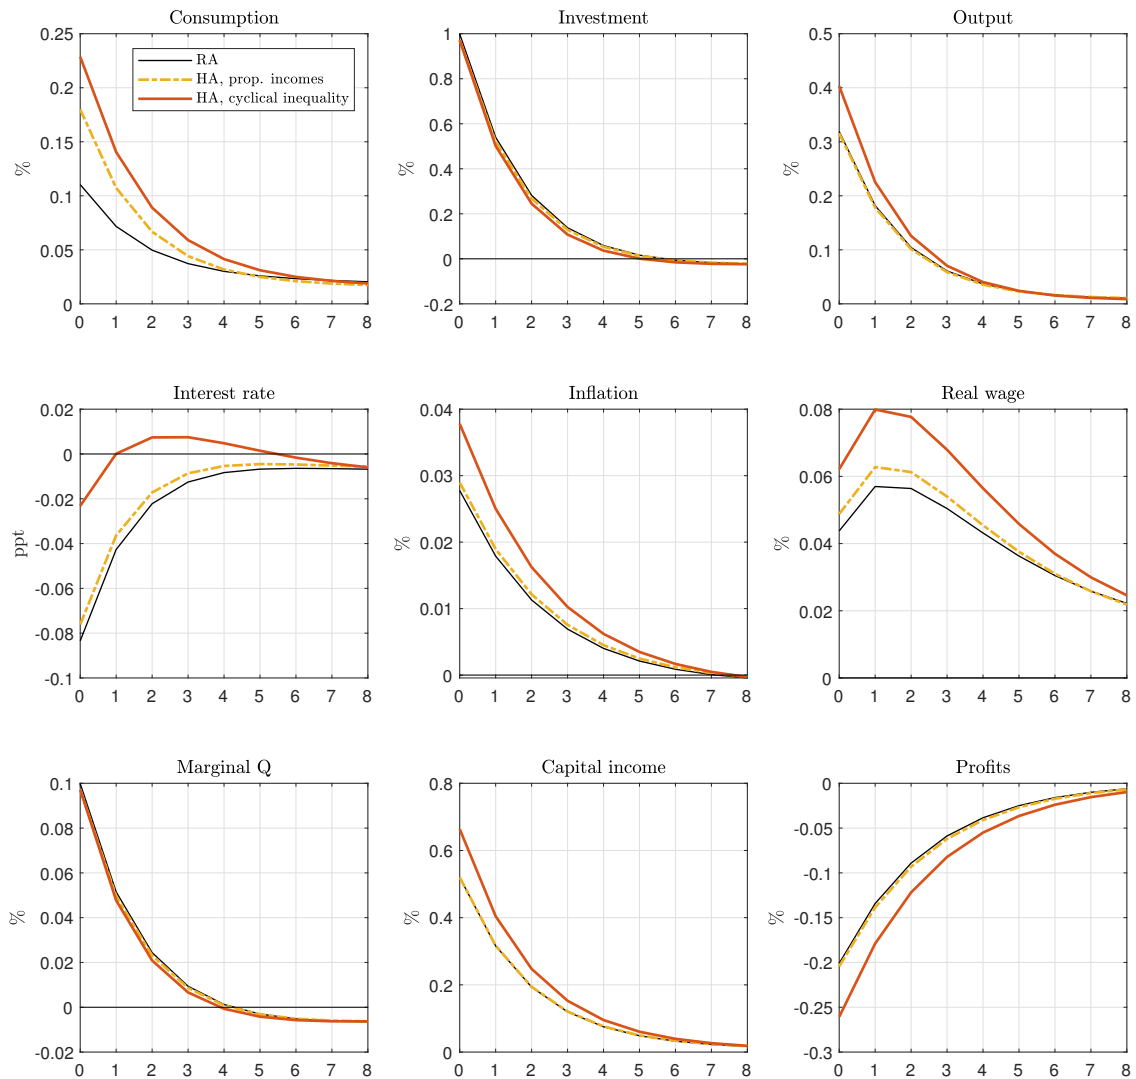 Consumption
0.25
0.2
0.15
0.1
0.05
0
%
0 1 2 3 4 5 6 7 8
RA
HA, prop. incomes
HA, cyclical inequality
Investment
1
0.8
0.6
0.4
0.2
0
-0.2
%
0 1 2 3 4 5 6 7 8
Output
0.5
0.4
0.3
0.2
0.1
0
%
0 1 2 3 4 5 6 7 8
Interest rate
0.02
0
-0.02
-0.04
-0.06
-0.08
-0.1
ppt
0 1 2 3 4 5 6 7 8
Inflation
0.04
0.03
0.02
0.01
0
%
0 1 2 3 4 5 6 7 8
Real wage
0.08
0.06
0.04
0.02
0
%
0 1 2 3 4 5 6 7 8
Marginal Q
0.1
0.08
0.06
0.04
0.02
0
-0.02
%
0 1 2 3 4 5 6 7 8
Capital income
0.8
0.6
0.4
0.2
0
%
0 1 2 3 4 5 6 7 8
Profits
0
-0.05
-0.1
-0.15
-0.2
-0.25
-0.3
%
0 1 2 3 4 5 6 7 8